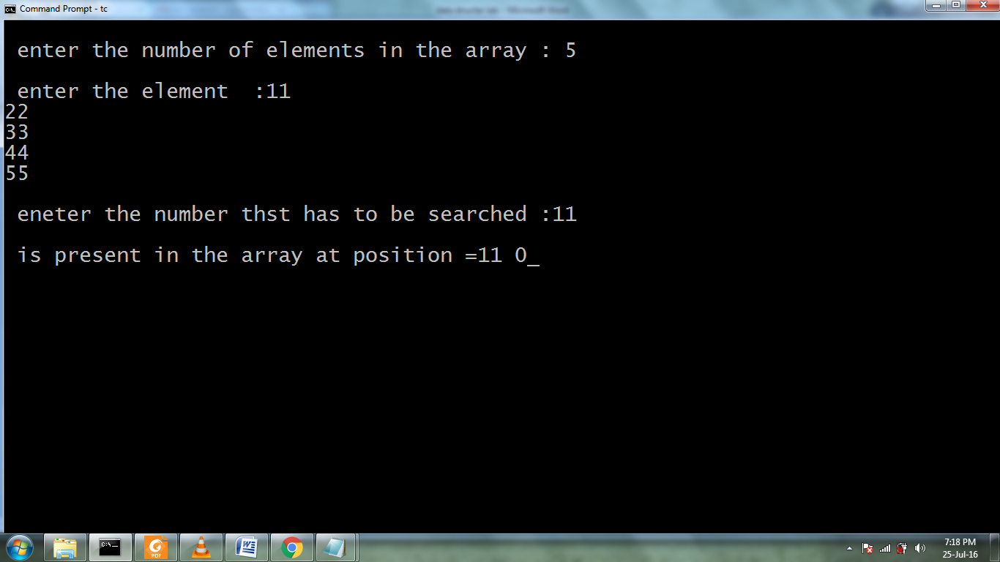 Command Prompt - tc
enter the number of elements in the array : 5
enter the element  :11
22
33
44
55
eneter the number thst has to be searched :11
is present in the array at position =11 0_
7:18 PM
25-Jul-16